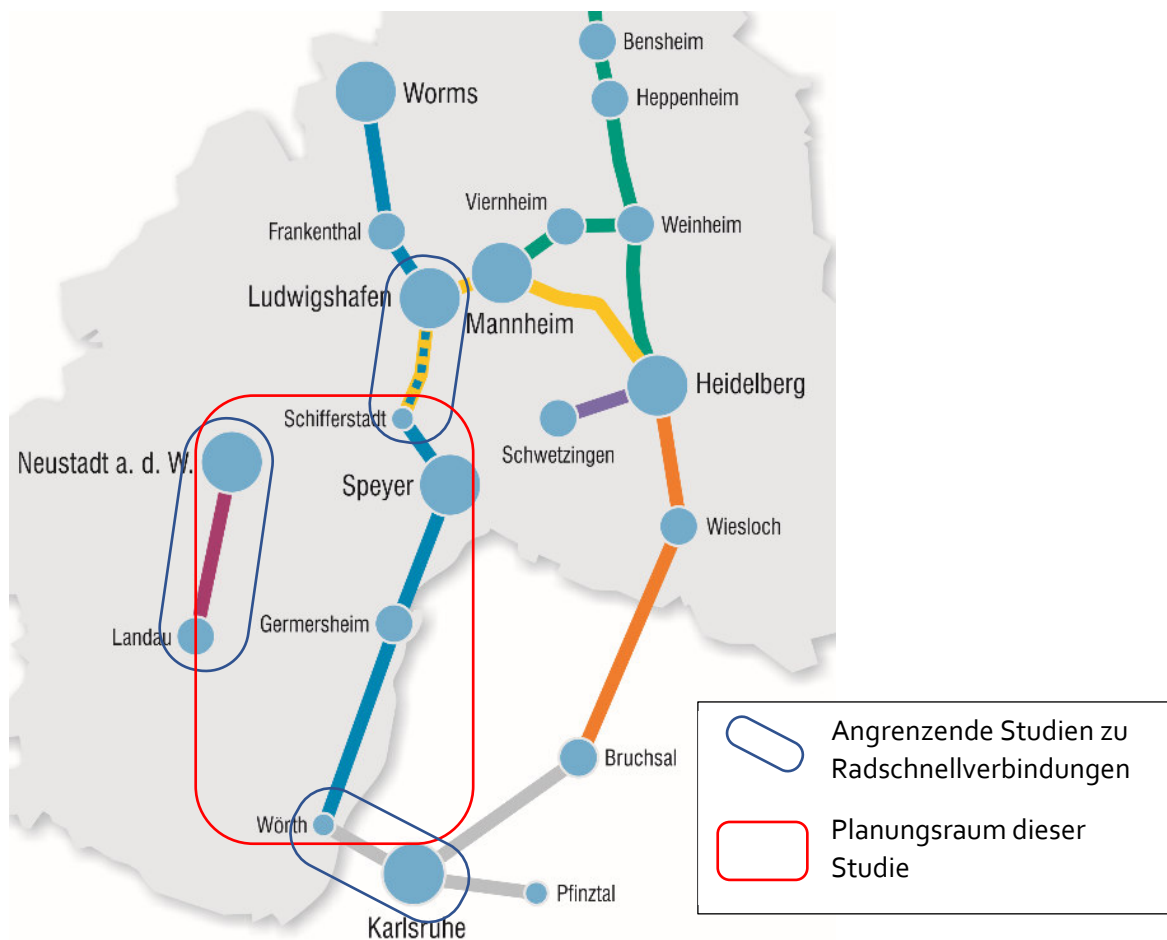 Bensheim
Worms
Heppenheim
Viernheim
Frankenthal
Weinheim
Ludwigshafen
Mannheim
Heidelberg
Schifferstadt
Schwetzingen
Neustadt a. d. W.
Speyer
Wiesloch
Germersheim
Landau
Bruchsal
Wörth
Pfinztal
Karlsruhe
Angrenzende Studien zu
Radschnellverbindungen
Planungsraum dieser
Studie